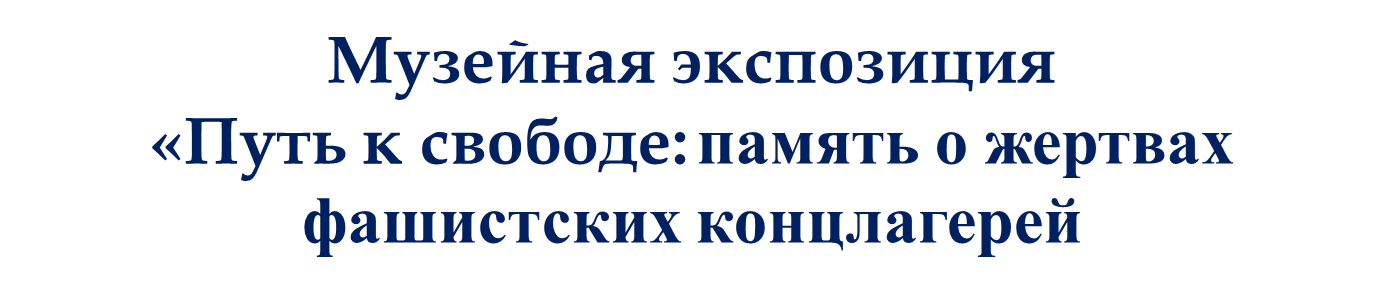 Музейная экспозиция
«Путь к свободе: память о жертвах
фашистских концлагерей